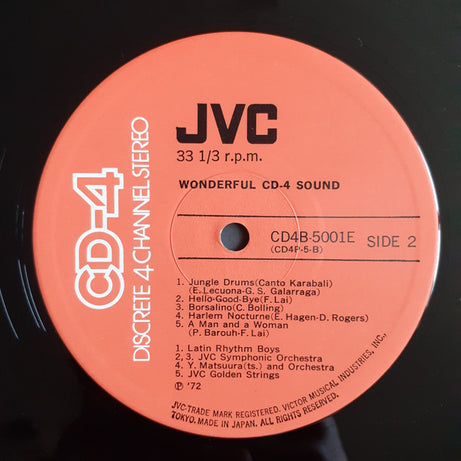 CD-4
DISCRETE 4 CHANNEL STEREO
JVC
33 1/3 r.p.m.
WONDERFUL CD-4 SOUND
CD4B-5001E
(CD4P-5-B)
SIDE 2
1. Jungle Drums(Canto Karabali)
(E.Lecuona-G. S. Galarraga)
2. Hello-Good-Bye(F. Lai)
3. Borsalino(C. Bolling)
4. Harlem Nocturne(E. Hagen-D. Rogers)
5. A Man and a Woman
(P. Barouh-F. Lai)
1. Latin Rhythm Boys
2, 3. JVC Symphonic Orchestra
4. Y. Matsuura(ts.) and Orchestra
5. JVC Golden Strings
℗ '72
JVC-TRADE MARK REGISTERED. VICTOR MUSICAL INDUSTRIES, INC.,
TOKYO. MADE IN JAPAN. ALL RIGHTS RESERVED.